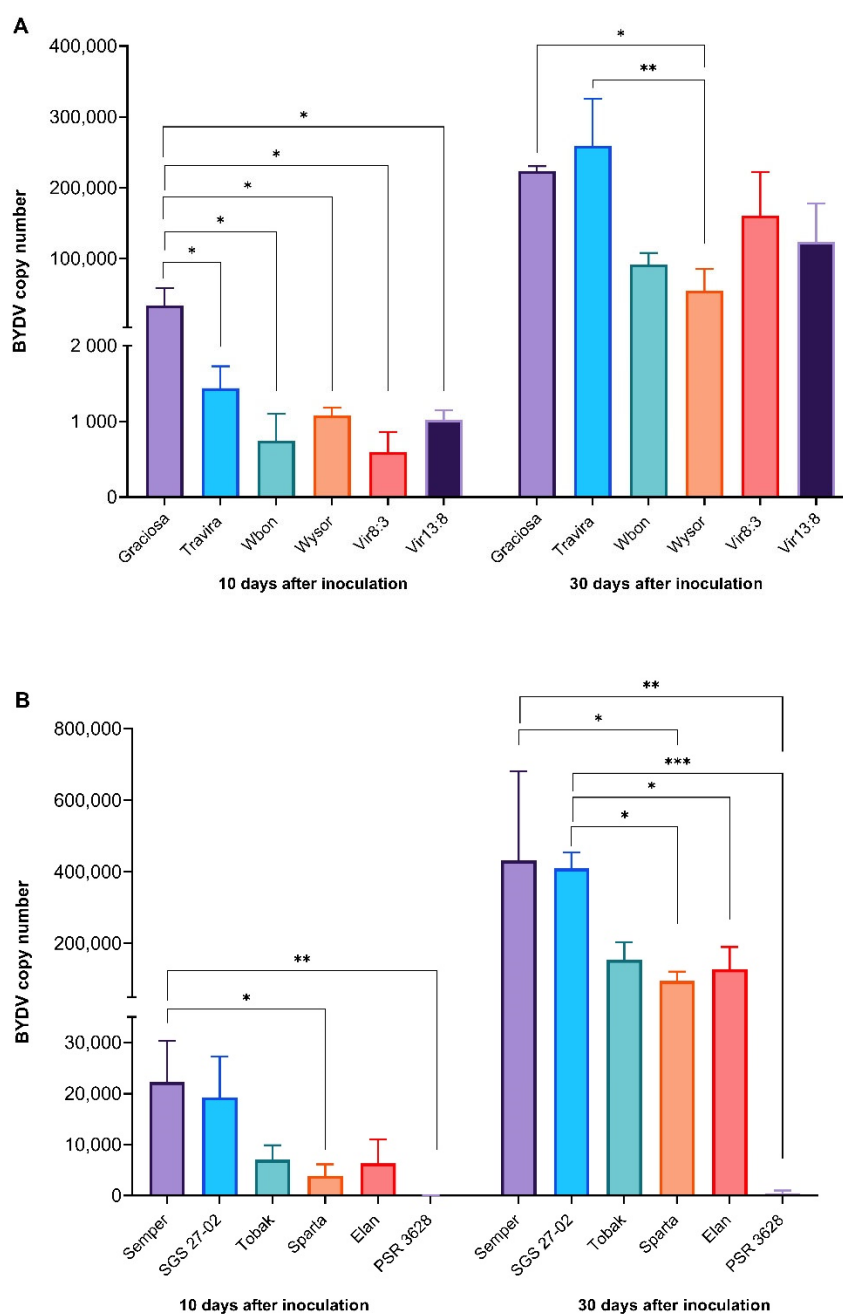 A
BYDV copy number
400,000
300,000
200,000
100,000
2 000
1 000
0
*
*
*
*
*
*
**
Graciosa
Travira
Wbon
Wysor
Vir8:3
Vir13:8
Graciosa
Travira
Wbon
Wysor
Vir8:3
Vir13:8
10 days after inoculation
30 days after inoculation
B
BYDV copy number
800,000
600,000
400,000
200,000
30,000
20,000
10,000
0
**
*
**
*
***
*
*
Semper
SGS 27-02
Tobak
Sparta
Elan
PSR 3628
Semper
SGS 27-02
Tobak
Sparta
Elan
PSR 3628
10 days after inoculation
30 days after inoculation